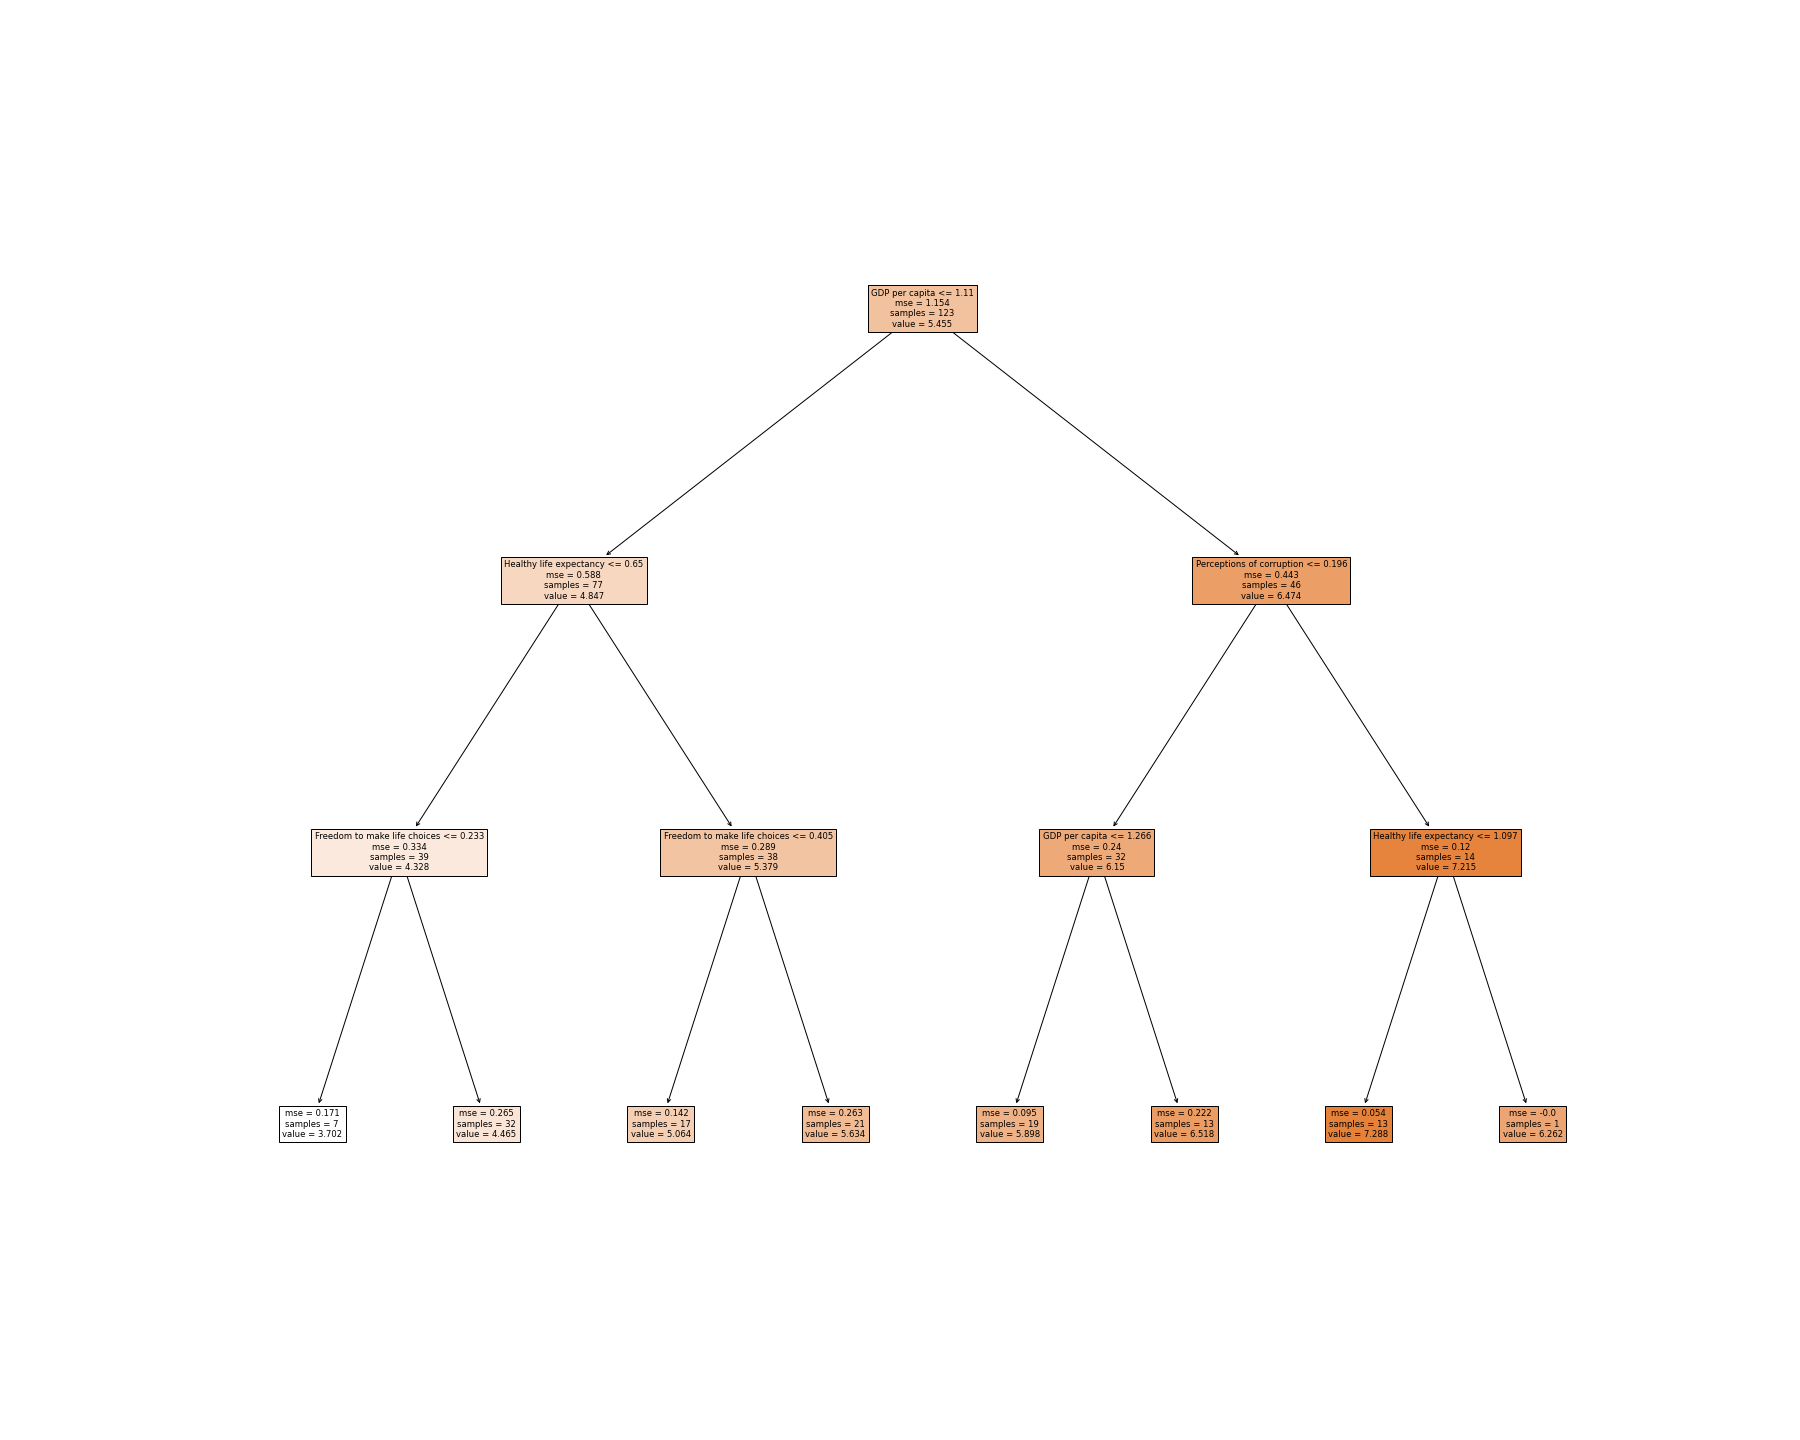 GDP per capita <= 1.11
mse = 1.154
samples = 123
value = 5.455
Healthy life expectancy <= 0.65
mse = 0.588
samples = 77
value = 4.847
Perceptions of corruption <= 0.196
mse = 0.443
samples = 46
value = 6.474
Freedom to make life choices <= 0.233
mse = 0.334
samples = 39
value = 4.328
Freedom to make life choices <= 0.405
mse = 0.289
samples = 38
value = 5.379
GDP per capita <= 1.266
mse = 0.24
samples = 32
value = 6.15
Healthy life expectancy <= 1.097
mse = 0.12
samples = 14
value = 7.215
mse = 0.171
samples = 7
value = 3.702
mse = 0.265
samples = 32
value = 4.465
mse = 0.142
samples = 17
value = 5.064
mse = 0.263
samples = 21
value = 5.634
mse = 0.095
samples = 19
value = 5.898
mse = 0.222
samples = 13
value = 6.518
mse = 0.054
samples = 13
value = 7.288
mse = -0.0
samples = 1
value = 6.262